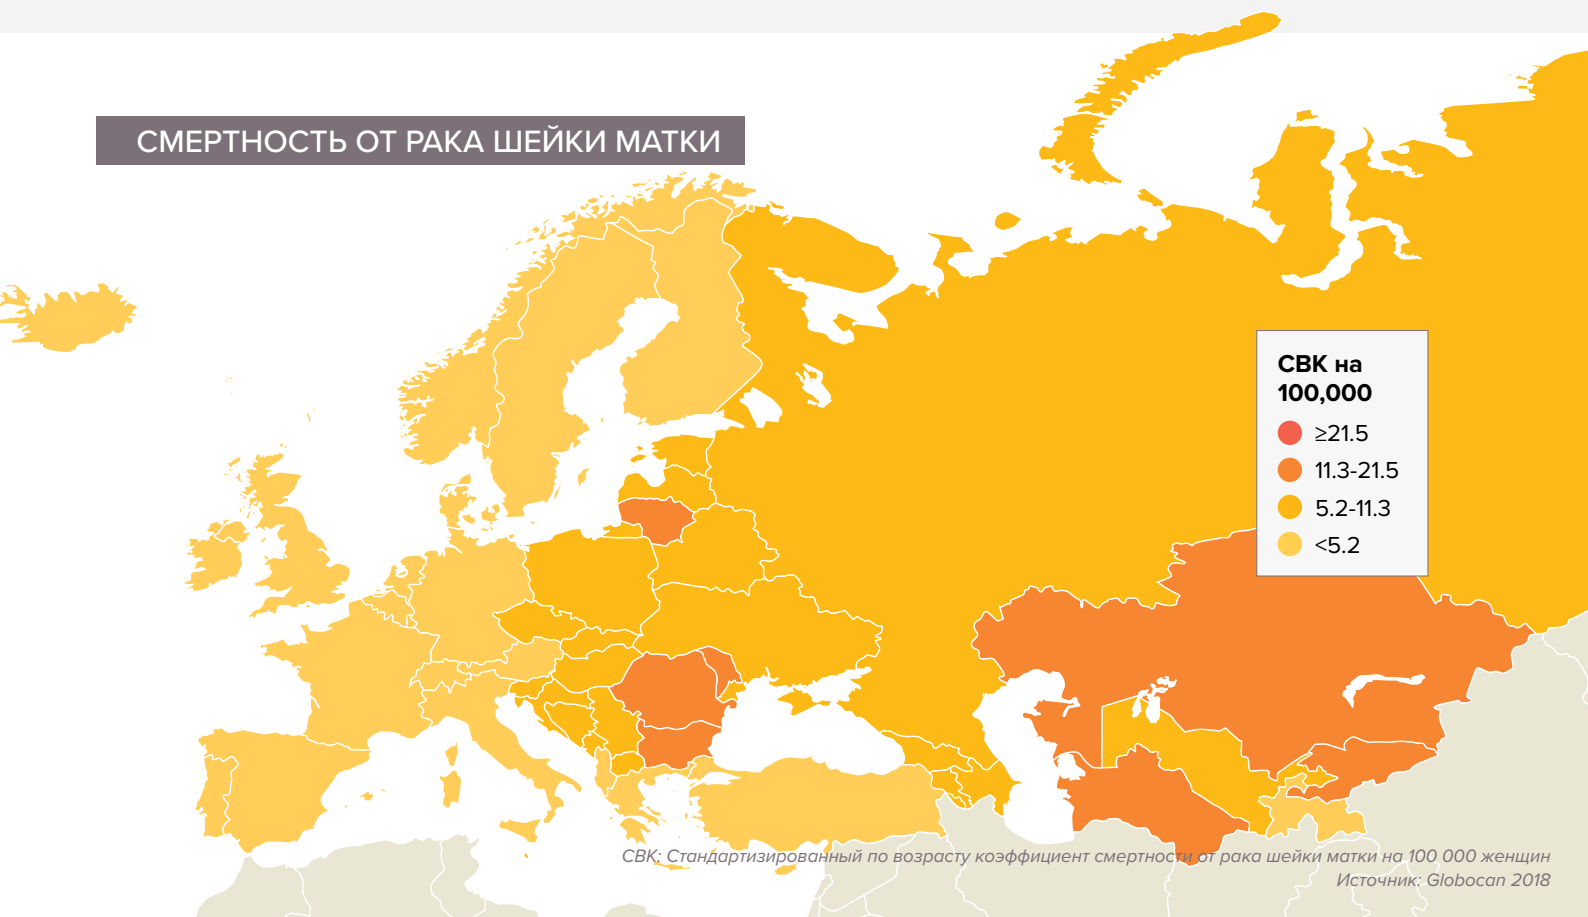 СМЕРТНОСТЬ ОТ РАКА ШЕЙКИ МАТКИ
СВК на
100,000
≥21.5
11.3-21.5
5.2-11.3
<5.2
СВК: Стандартизированный по возрасту коэффициент смертности от рака шейки матки на 100 000 женщин
Источник: Globocan 2018